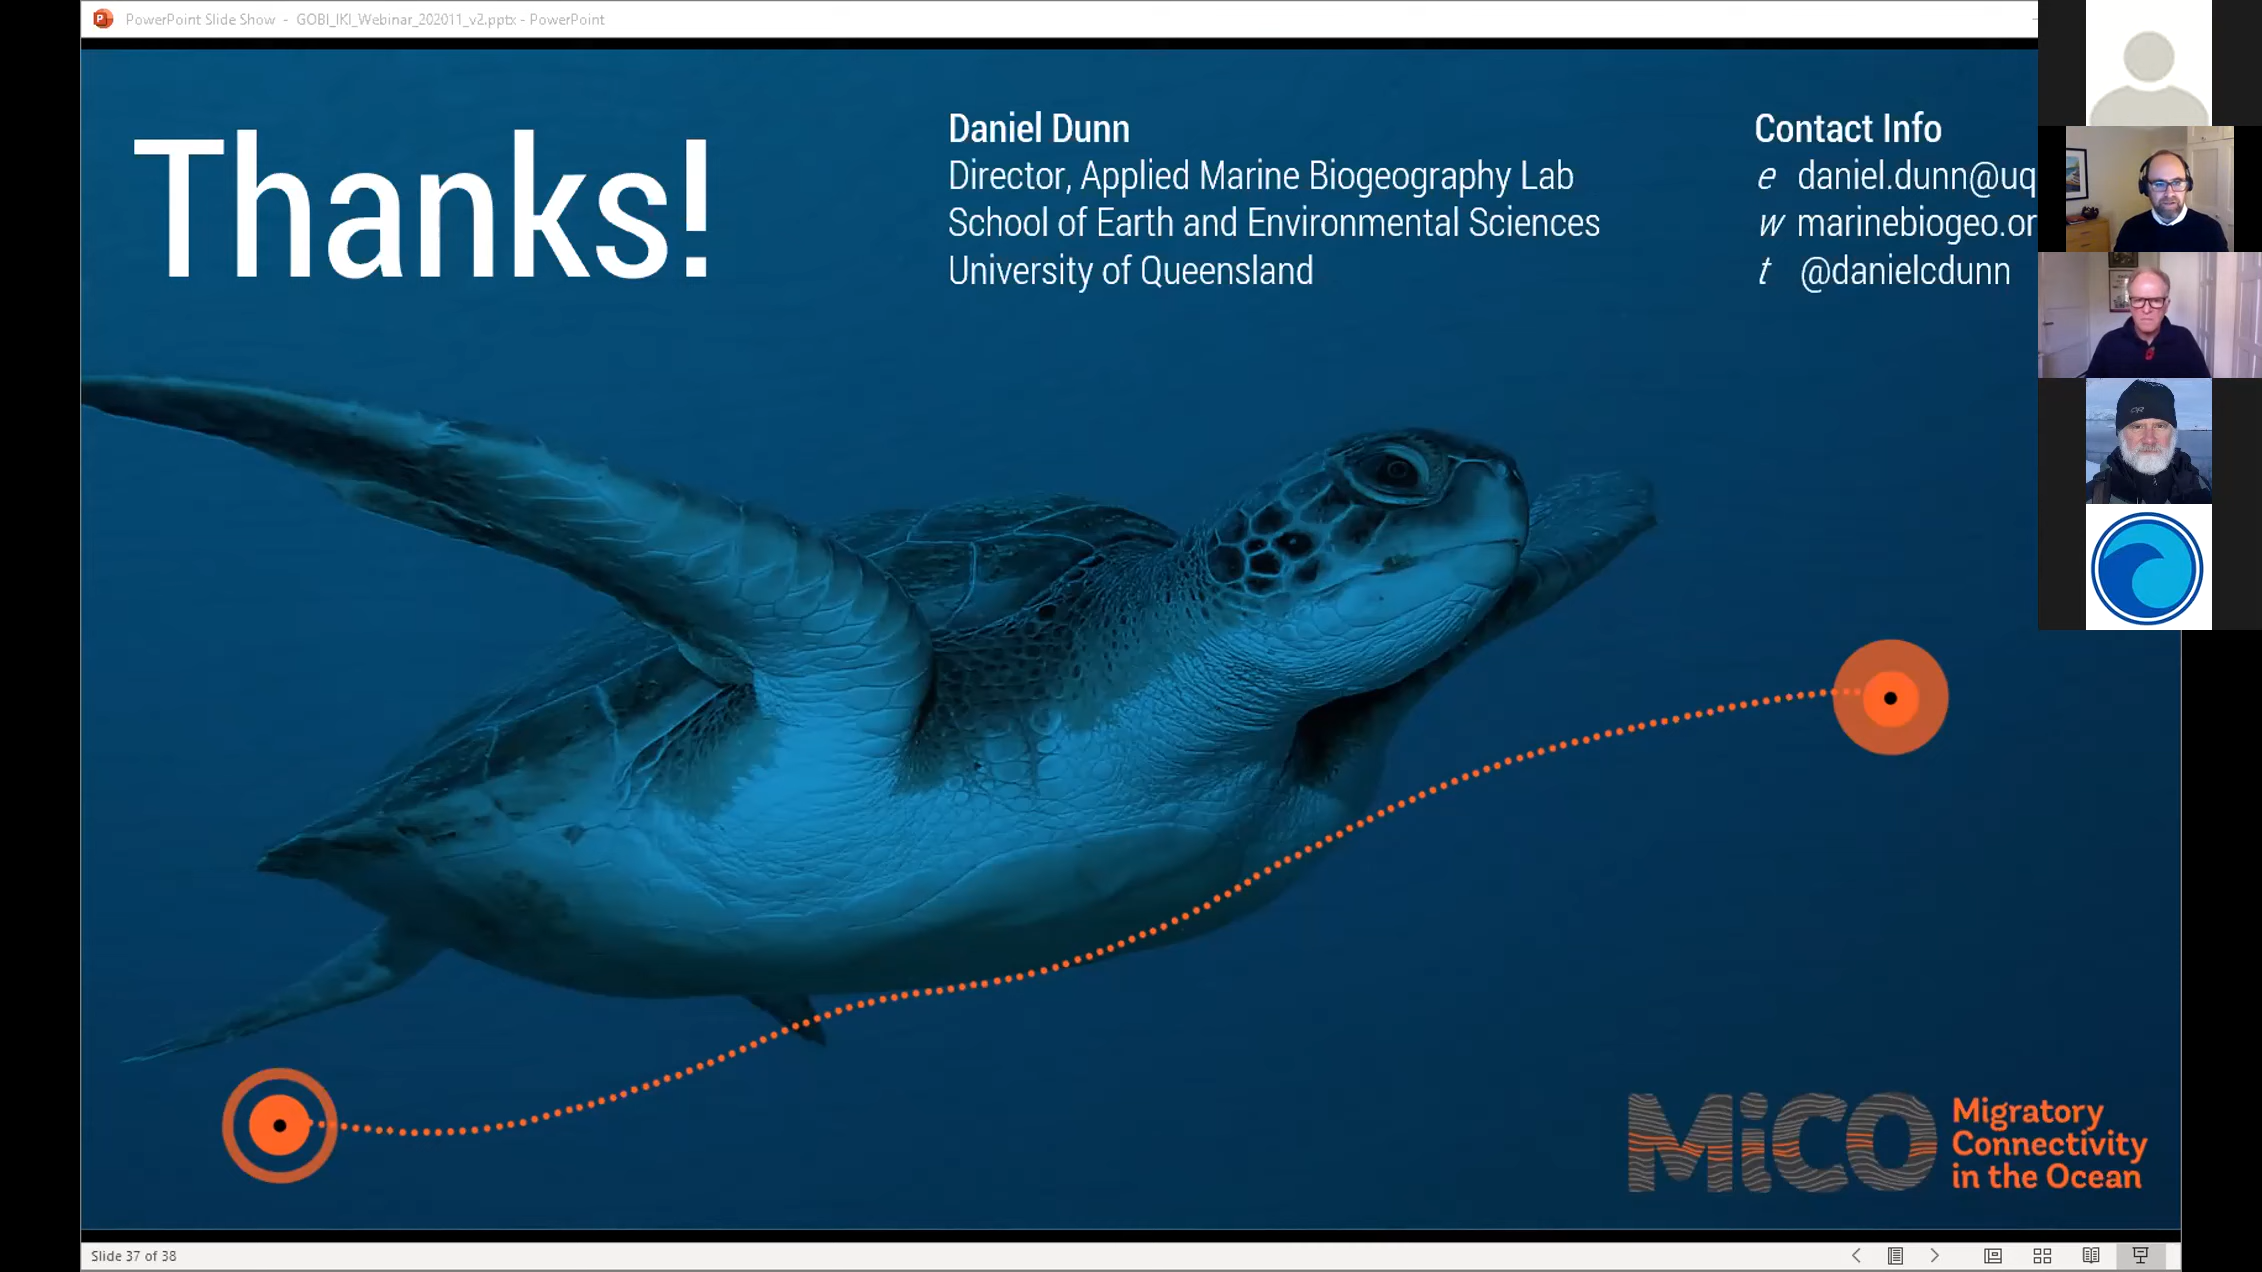 PowerPoint Slide Show - GOBI_IKI_Webinar_202011_v2.pptx - PowerPoint
Thanks!
Daniel Dunn
Director, Applied Marine Biogeography Lab
School of Earth and Environmental Sciences
University of Queensland
Contact Info
e daniel.dunn@uq
w marinebiogeo.or
t @danielcdunn
OR
MiCO
Migratory
Connectivity
in the Ocean
Slide 37 of 38